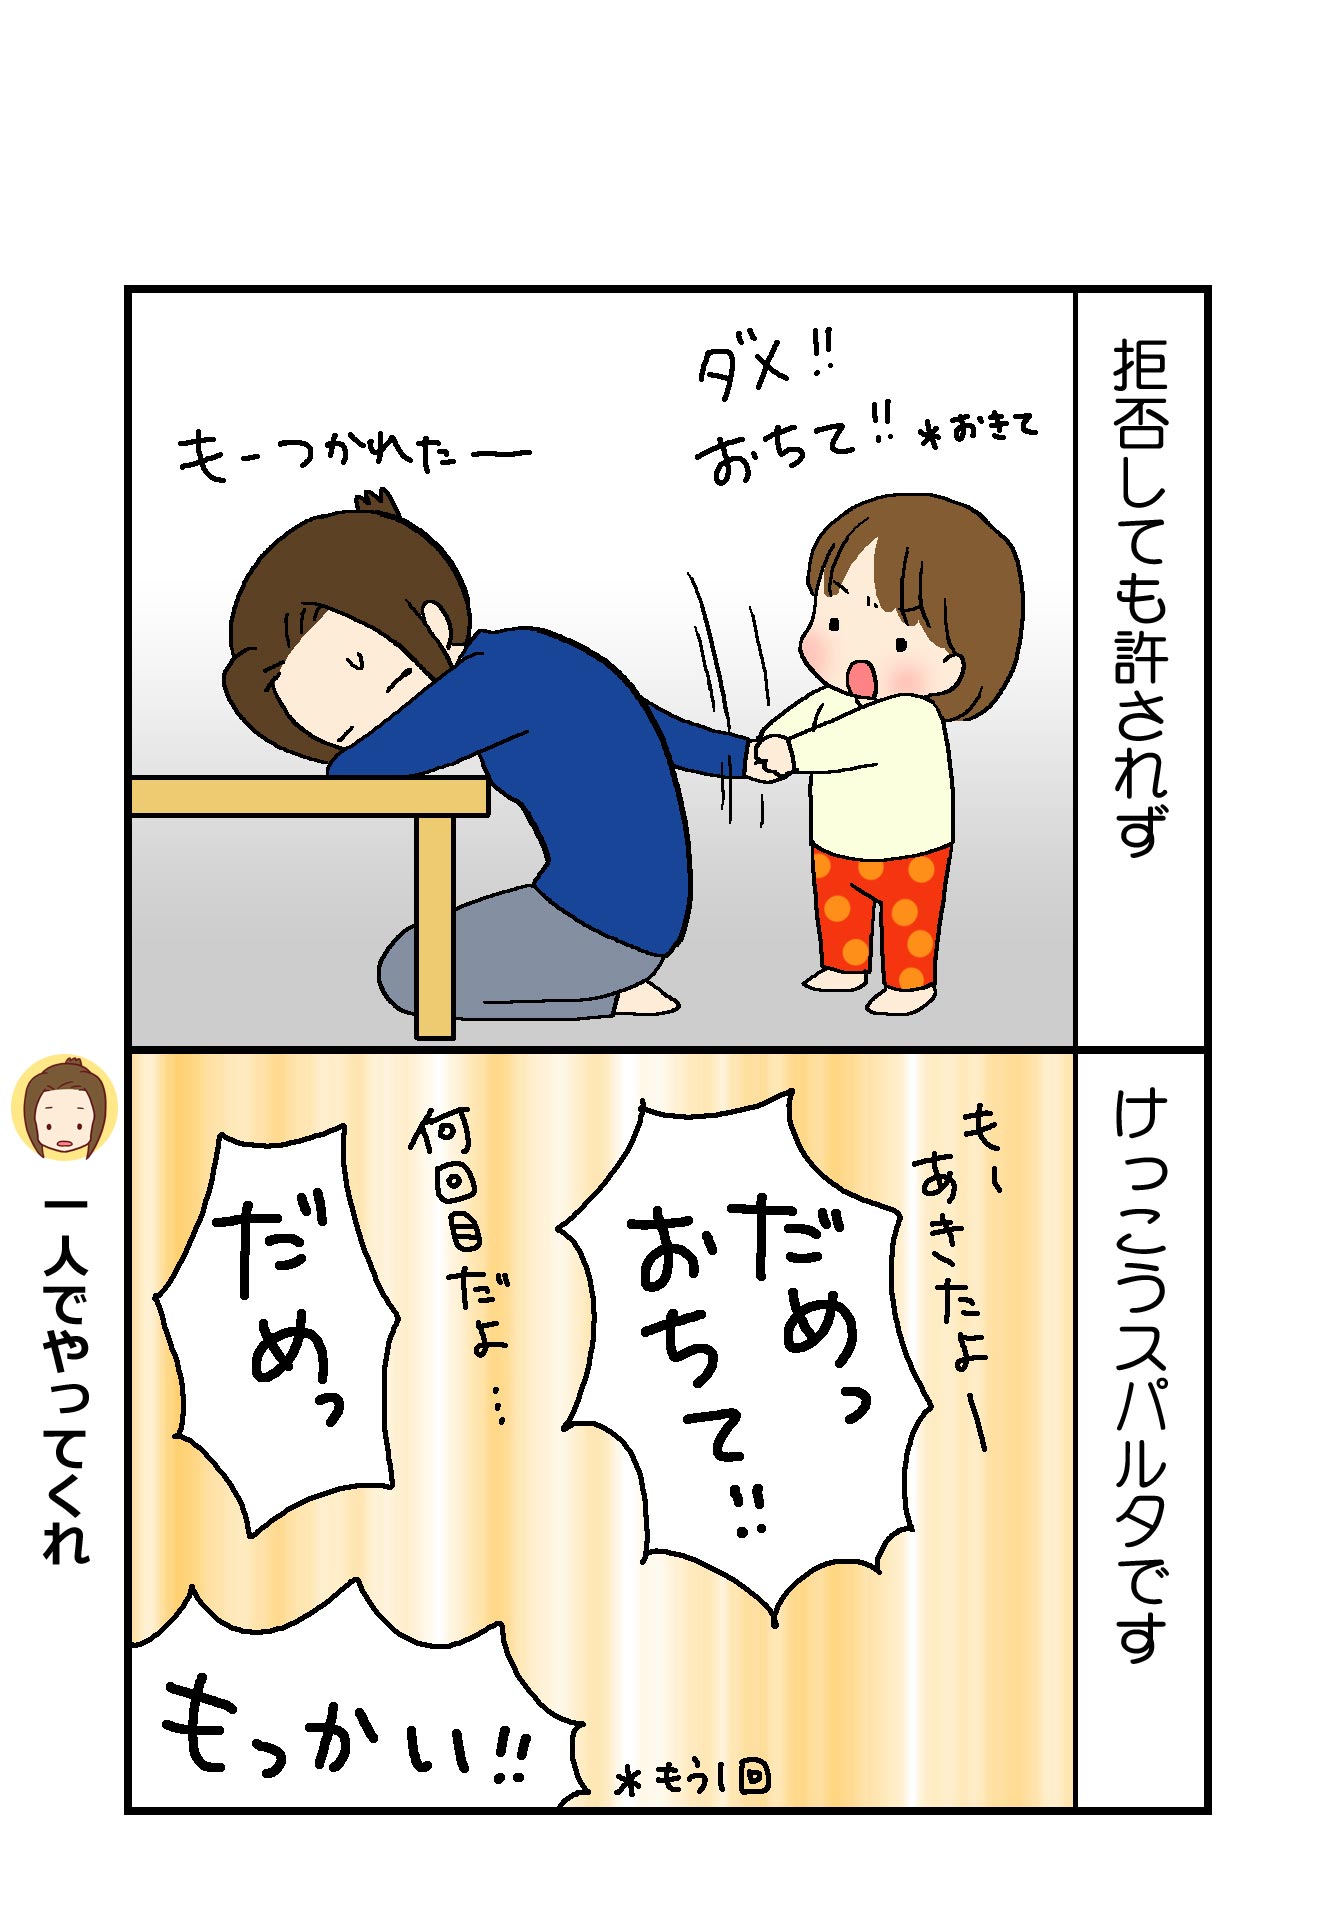 拒否しても許されず
ダメ!!
おちて!!
*おきて
もーつかれたー
けっこうスパルタです
もー
あきたよー
だめっ
おちて!!
何回目だよ…
だめっ
もっかい!!
*もう1回
一人でやってくれ